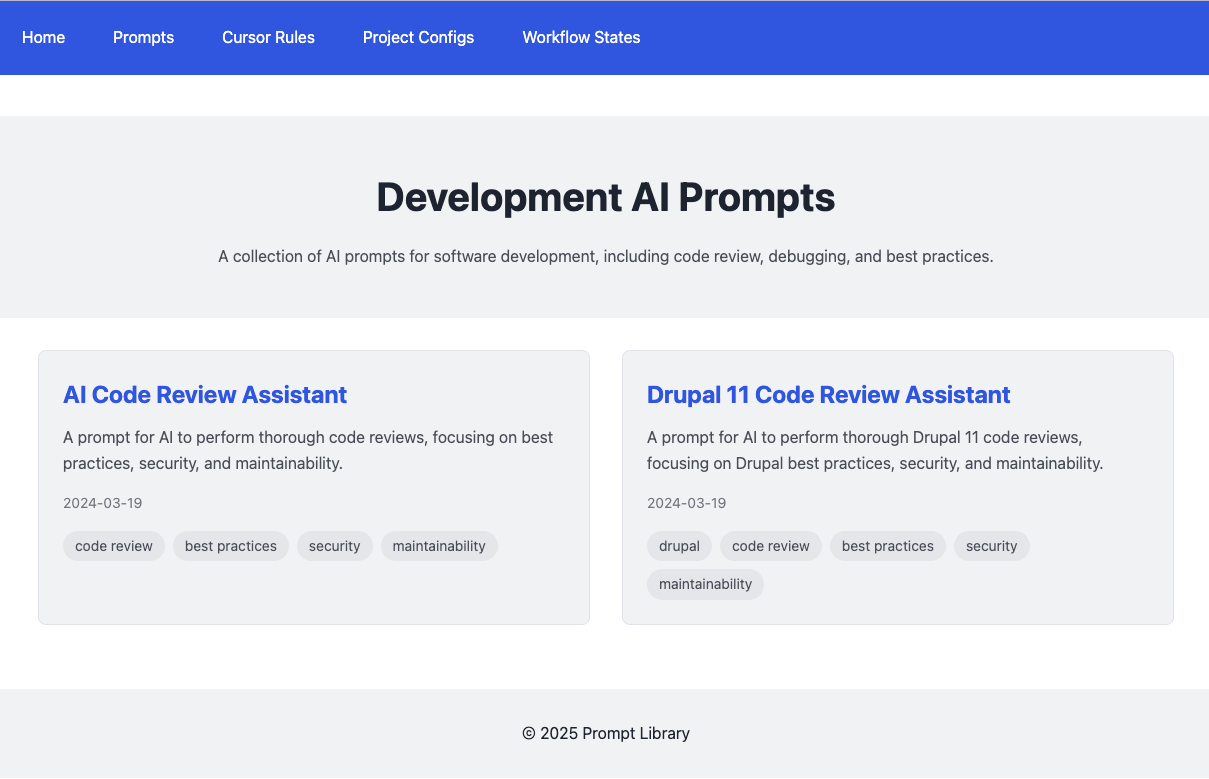 Home Prompts Cursor Rules Project Configs Workflow States
Development AI Prompts
A collection of AI prompts for software development, including code review, debugging, and best practices.
AI Code Review Assistant
A prompt for AI to perform thorough code reviews, focusing on best
practices, security, and maintainability.
2024-03-19
code review best practices security maintainability
Drupal 11 Code Review Assistant
A prompt for AI to perform thorough Drupal 11 code reviews,
focusing on Drupal best practices, security, and maintainability.
2024-03-19
drupal code review best practices security
maintainability
© 2025 Prompt Library